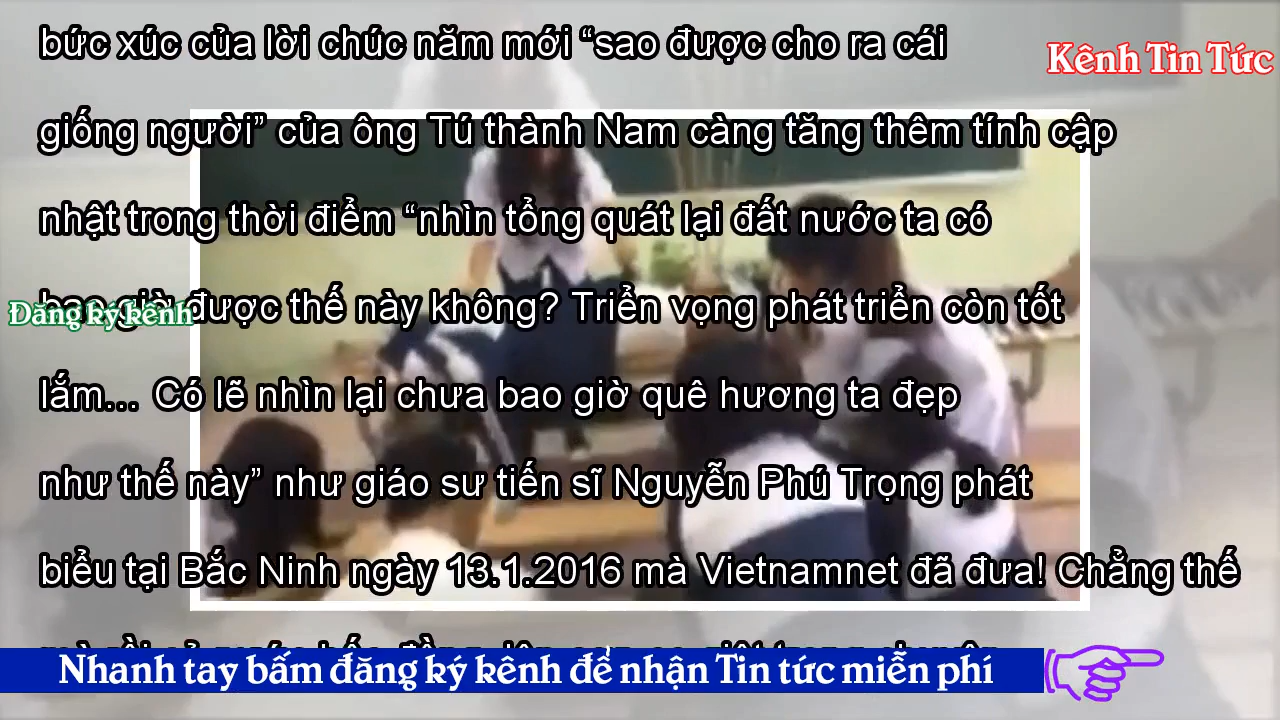 bức xúc của lời chúc năm mới “sao được cho ra cái
Kênh Tin Tức
giống người” của ông Tú thành Nam càng tăng thêm tính cập
nhật trong thời điểm “nhìn tổng quát lại đất nước ta có
bao giờ được thế này không? Triển vọng phát triển còn tốt
Đăng ký kênh
lắm... Có lẽ nhìn lại chưa bao giờ quê hương ta đẹp
như thế này” như giáo sư tiến sĩ Nguyễn Phú Trọng phát
biểu tại Bắc Ninh ngày 13.1.2016 mà Vietnamnet đã đưa! Chẳng thế
Nhanh tay bấm đăng ký kênh để nhận Tin tức miễn phí